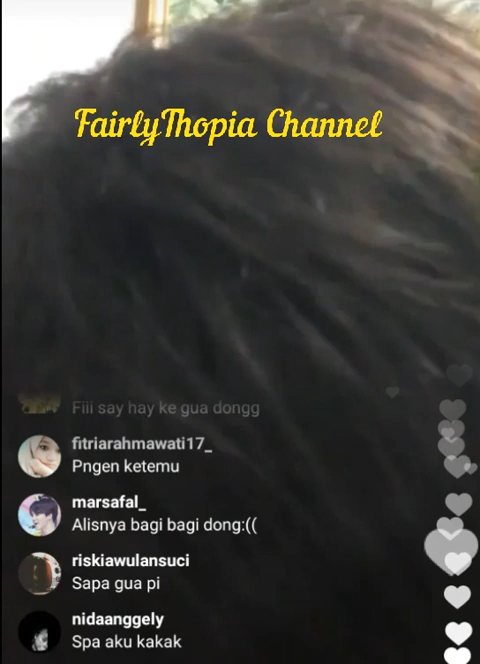 FairlyThopia Channel
Fiii say hay ke gua dongg
fitriarahmawati17_
Pngen ketemu
marsafal_
Alisnya bagi bagi dong:((
riskiawulansuci
Sapa gua pi
nidaanggely
Spa aku kakak